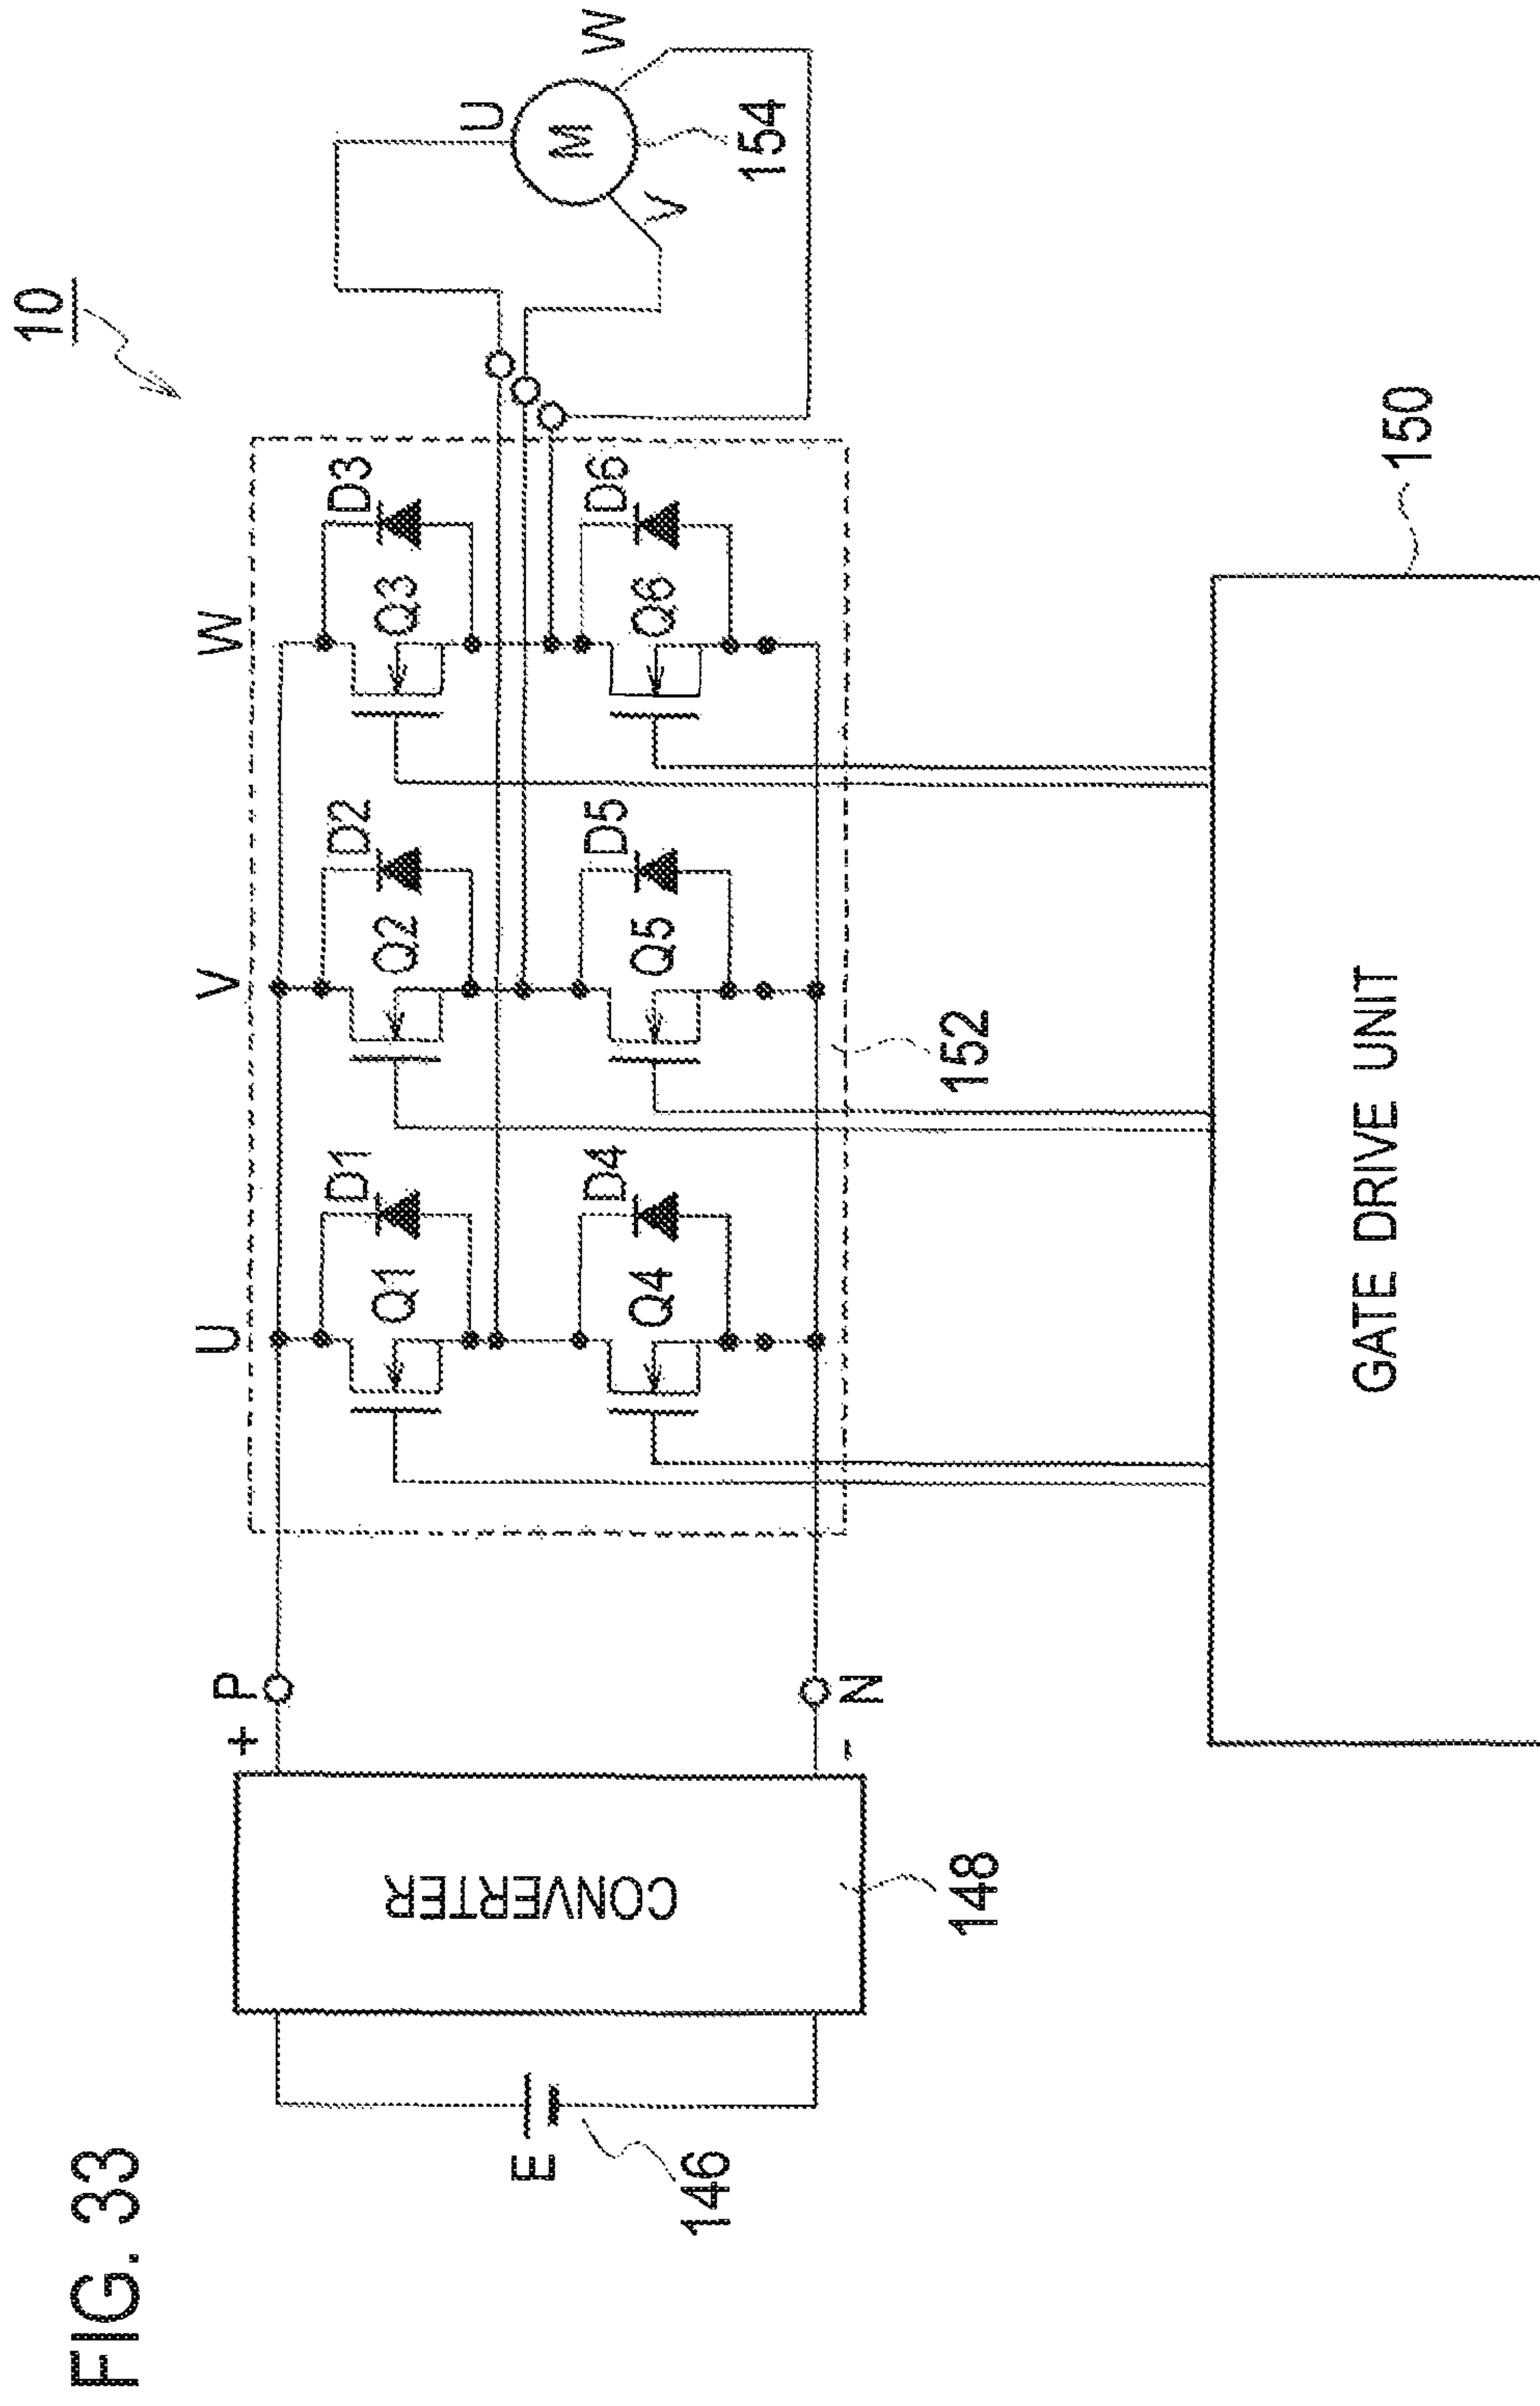 FIG. 33
10
U
V
W
+
P
D1
D2
D3
Q1
Q2
Q3
U
M
W
V
154
E
146
CONVERTER
148
D4
D5
D6
Q4
Q5
Q6
-
N
152
GATE DRIVE UNIT
150